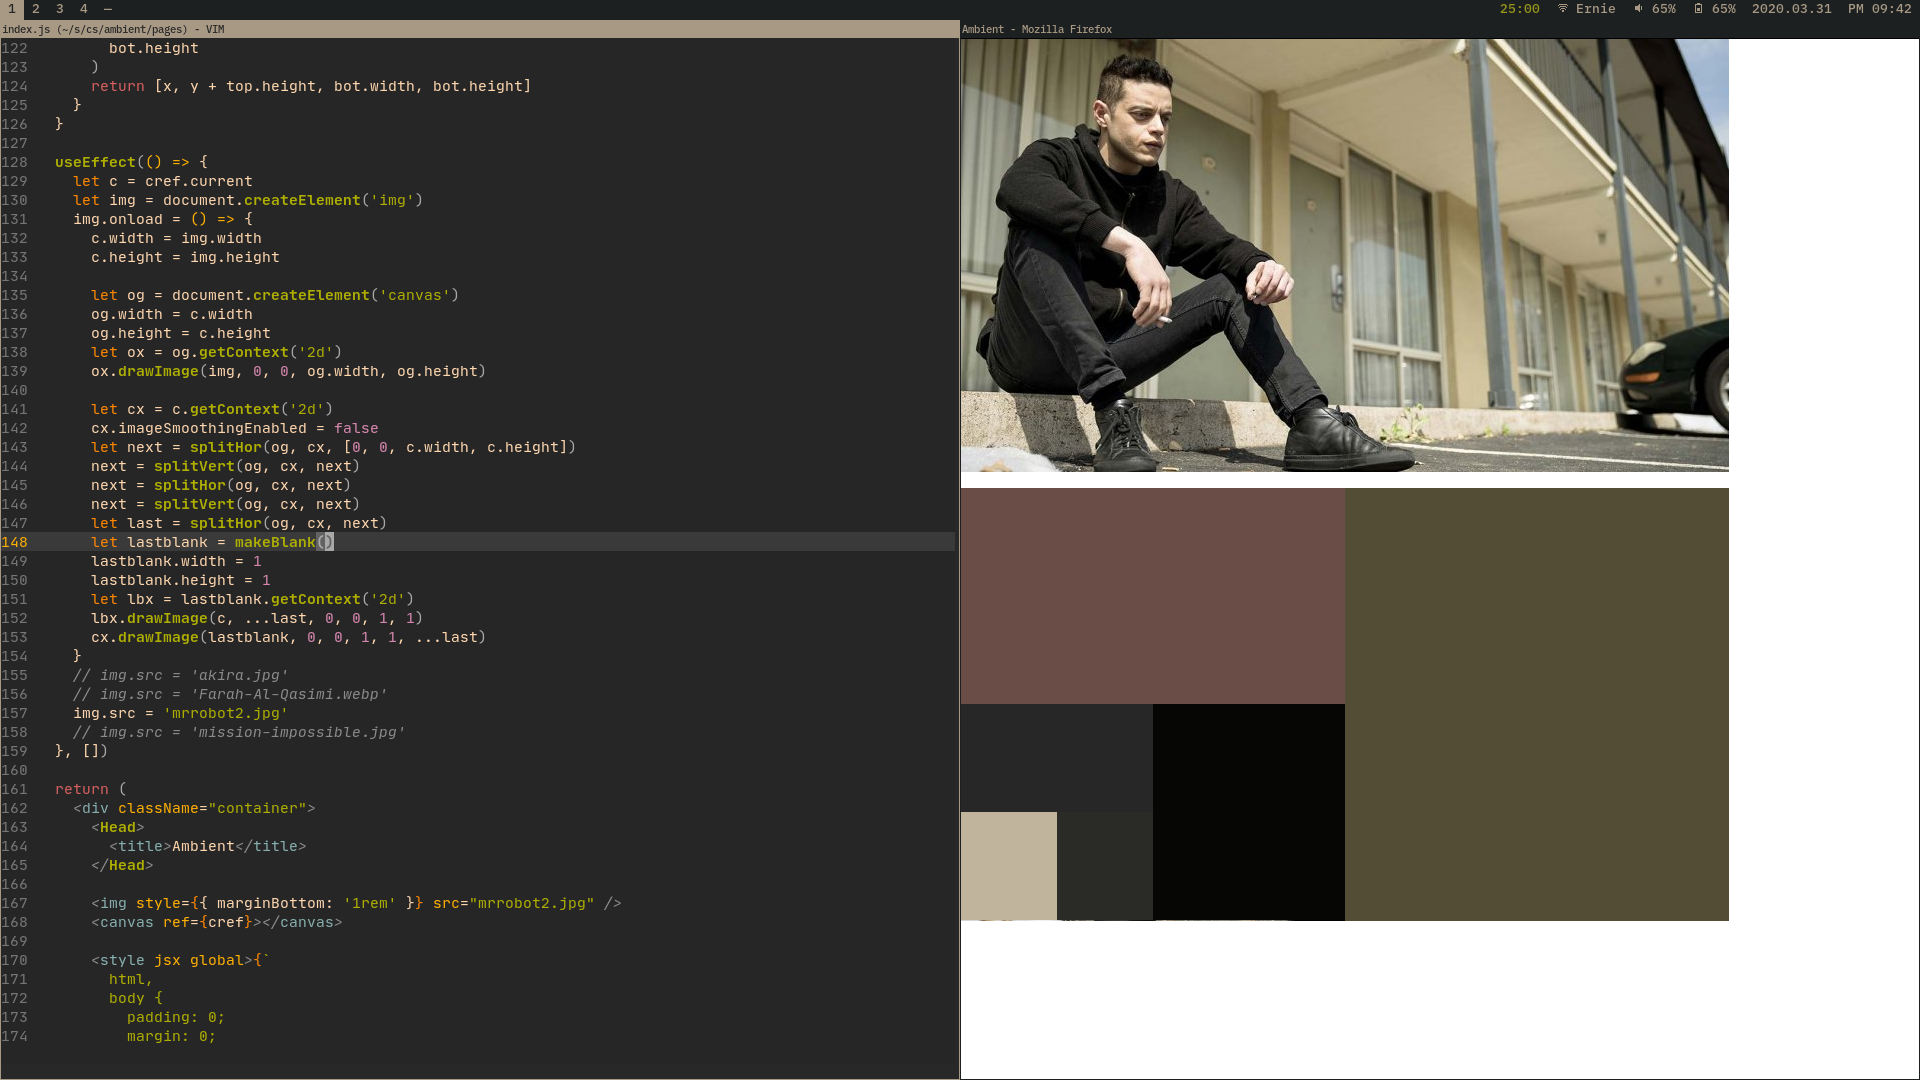 1 2 3 4 —
25:00 Ernie 65% 65% 2020.03.31 PM 09:42
index.js (~/s/cs/ambient/pages) - VIM
122 bot.height
123 )
124 return [x, y + top.height, bot.width, bot.height]
125 }
126 }
127
128 useEffect(() => {
129 let c = cref.current
130 let img = document.createElement('img')
131 img.onload = () => {
132 c.width = img.width
133 c.height = img.height
134
135 let og = document.createElement('canvas')
136 og.width = c.width
137 og.height = c.height
138 let ox = og.getContext('2d')
139 ox.drawImage(img, 0, 0, og.width, og.height)
140
141 let cx = c.getContext('2d')
142 cx.imageSmoothingEnabled = false
143 let next = splitHor(og, cx, [0, 0, c.width, c.height])
144 next = splitVert(og, cx, next)
145 next = splitHor(og, cx, next)
146 next = splitVert(og, cx, next)
147 let last = splitHor(og, cx, next)
148 let lastblank = makeBlank()
149 lastblank.width = 1
150 lastblank.height = 1
151 let lbx = lastblank.getContext('2d')
152 lbx.drawImage(c, ...last, 0, 0, 1, 1)
153 cx.drawImage(lastblank, 0, 0, 1, 1, ...last)
154 }
155 // img.src = 'akira.jpg'
156 // img.src = 'Farah-Al-Qasimi.webp'
157 img.src = 'mrrobot2.jpg'
158 // img.src = 'mission-impossible.jpg'
159 }, [])
160
161 return (
162 <div className="container">
163 <Head>
164 <title>Ambient</title>
165 </Head>
166
167 <img style={{ marginBottom: '1rem' }} src="mrrobot2.jpg" />
168 <canvas ref={cref}></canvas>
169
170 <style jsx global>{`
171 html,
172 body {
173 padding: 0;
174 margin: 0;
Ambient - Mozilla Firefox